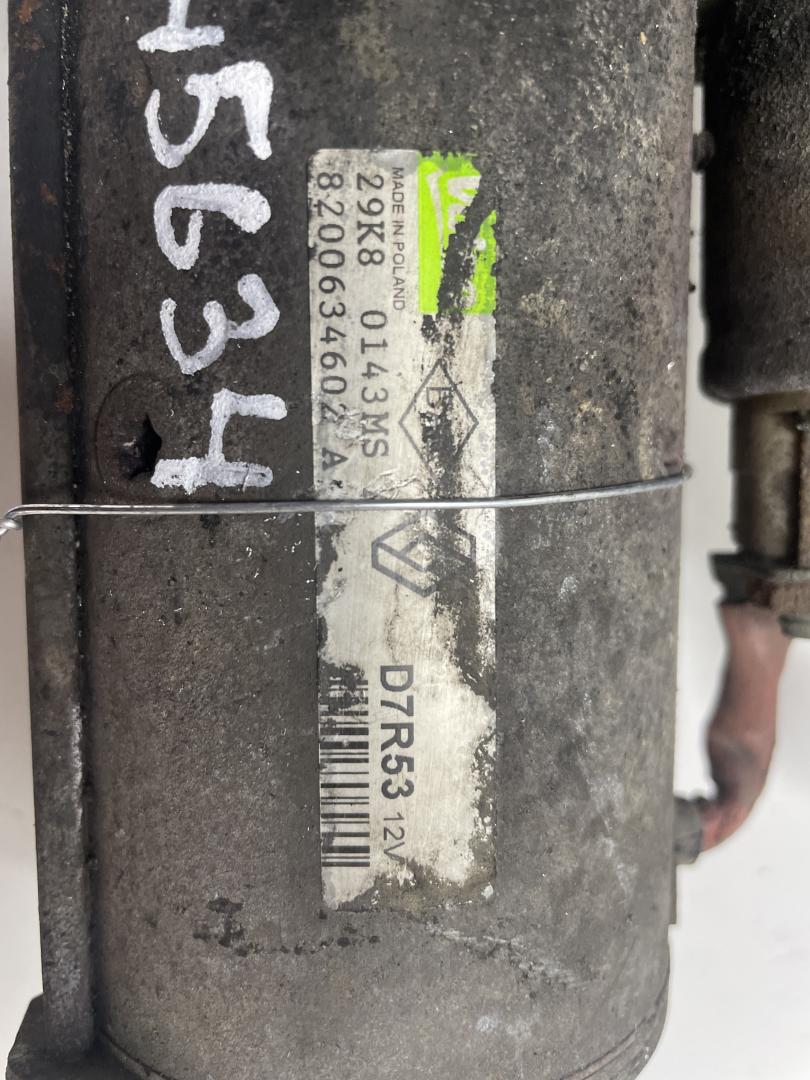 45634
MADE IN POLAND
29K8 0143MS
8200634602 A
D7R53 12V